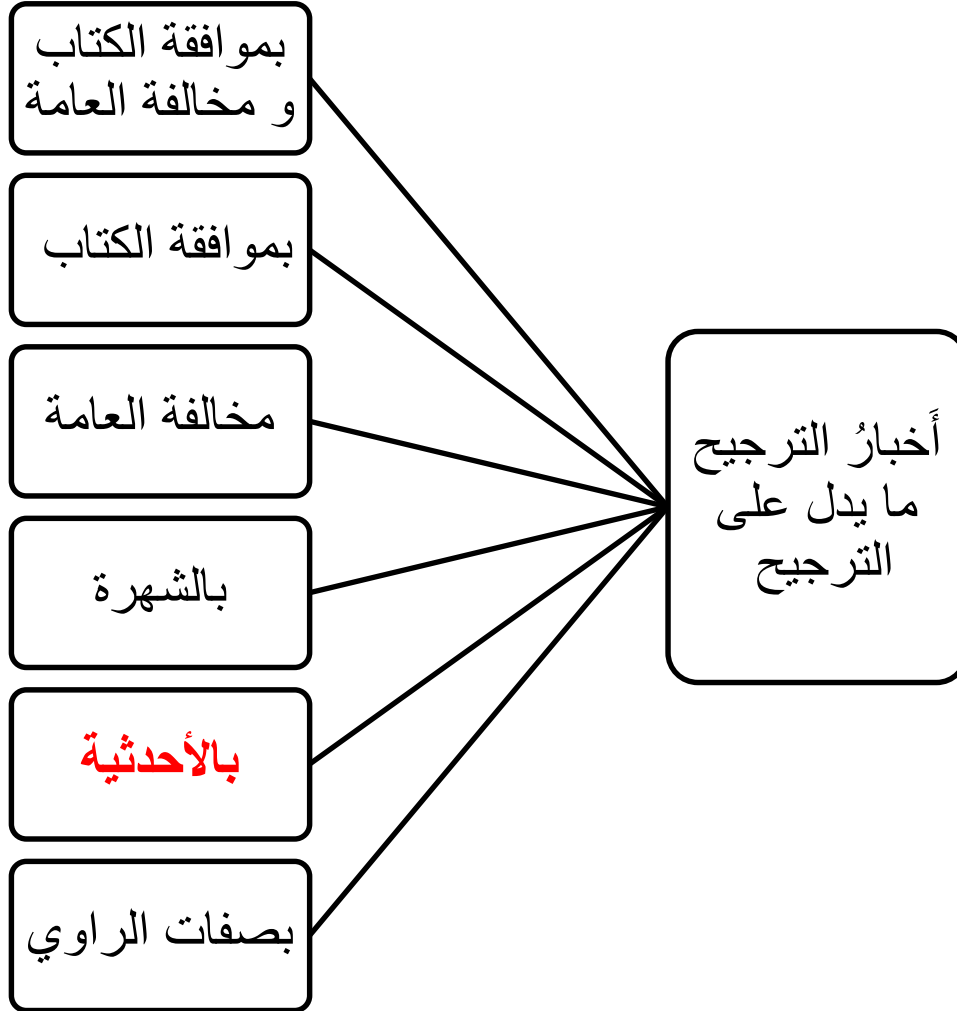 أَخبارُ الترجيح
ما يدل على
الترجيح
بموافقة الكتاب
و مخالفة العامة
بموافقة الكتاب
مخالفة العامة
بالشهرة
بالأحدثية
بصفات الراوي